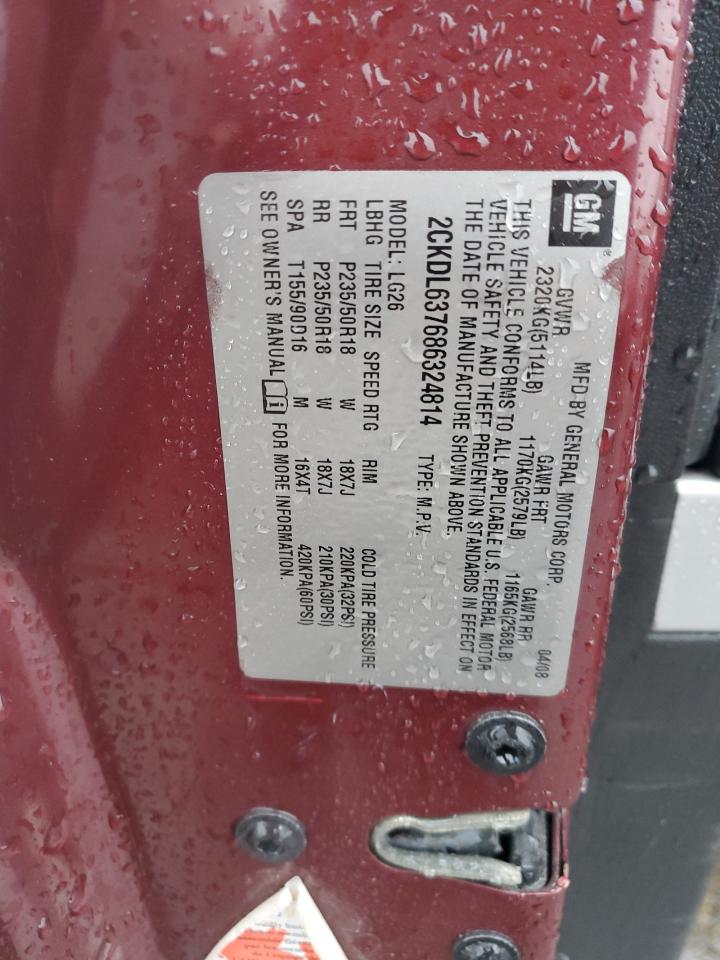 GM ®
MFD BY GENERAL MOTORS CORP. 04/08
GVWR GAWR FRT GAWR RR
2320KG(5114LB) 1170KG(2579LB) 1165KG(2568LB)
THIS VEHICLE CONFORMS TO ALL APPLICABLE U.S. FEDERAL MOTOR
VEHICLE SAFETY AND THEFT PREVENTION STANDARDS IN EFFECT ON
THE DATE OF MANUFACTURE SHOWN ABOVE.
2CKDL637686324814 TYPE: M.P.V.
MODEL: LG26
LBHG TIRE SIZE SPEED RTG RIM COLD TIRE PRESSURE
FRT P235/50R18 W 18X7J 220KPA(32PSI)
RR P235/50R18 W 18X7J 210KPA(30PSI)
SPA T155/90D16 M 16X4T 420KPA(60PSI)
SEE OWNER'S MANUAL FOR MORE INFORMATION.